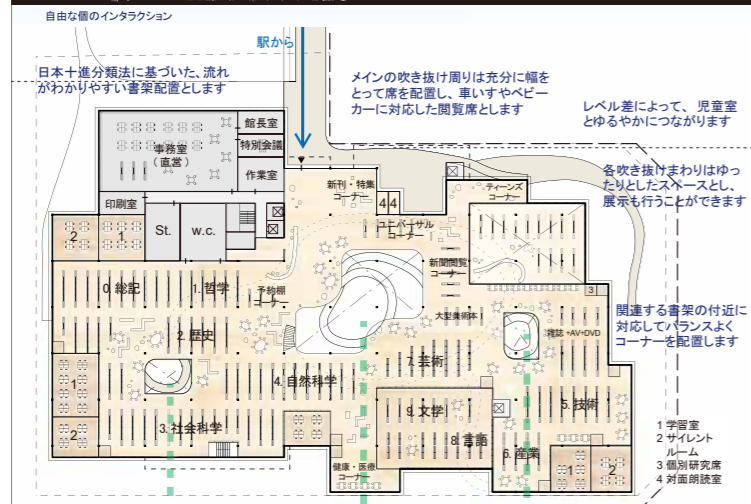 自由な個のインタラクション
駅から
日本十進分類法に基づいた、流れ
がわかりやすい書架配置とします
メインの吹き抜け周りは充分に幅を
とって席を配置し、車いすやベビー
カーに対応した閲覧席とします
レベル差によって、児童室
とゆるやかにつながります
各吹き抜けまわりはゆっ
たりとしたスペースとし、
展示も行うことができます
関連する書架の付近に
対応してバランスよく
コーナーを配置します
館長室
特別会議
事務室
(直営)
作業室
印刷室
St.
w.c.
2
1
新刊・特集
コーナー
4 4
ユニバーサル
コーナー
ティーンズ
コーナー
新聞閲覧
コーナー
3
0. 総記
1. 哲学
予約棚
コーナー
大型美術本
雑誌+AV+DVD
2. 歴史
7. 芸術
4. 自然科学
1
5. 技術
9. 文学
3. 社会科学
8. 言語
2
6. 産業
健康・医療
コーナー
1
2
1 学習室
2 サイレント
ルーム
3 個別研究席
4 対面朗読室